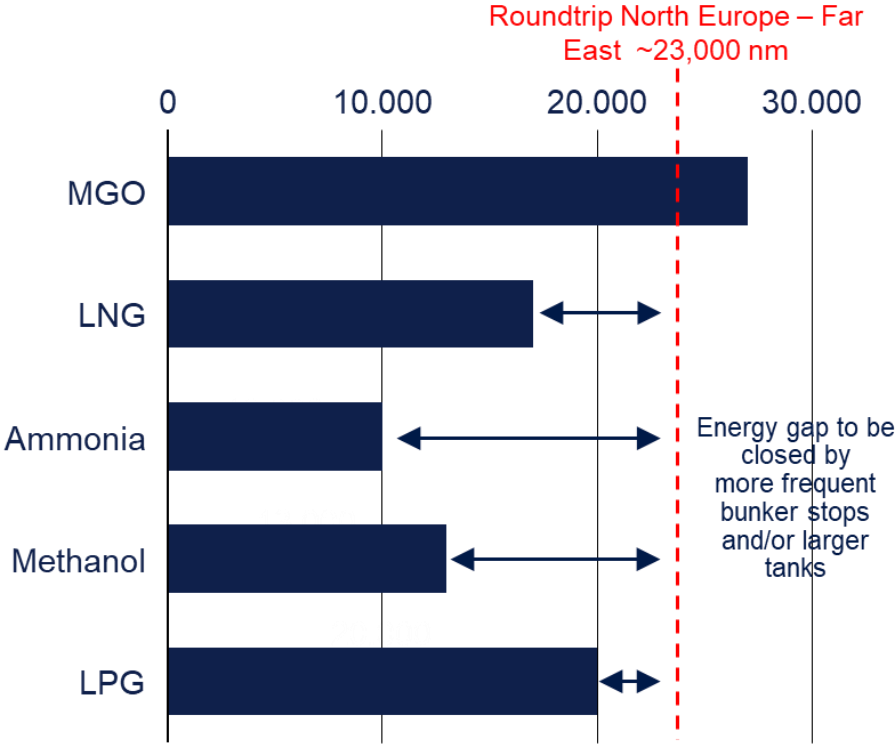 Roundtrip North Europe – Far
East ~23,000 nm
0 10.000 20.000 30.000
MGO
LNG
Ammonia
Energy gap to be
closed by
more frequent
bunker stops
and/or larger
tanks
Methanol
LPG